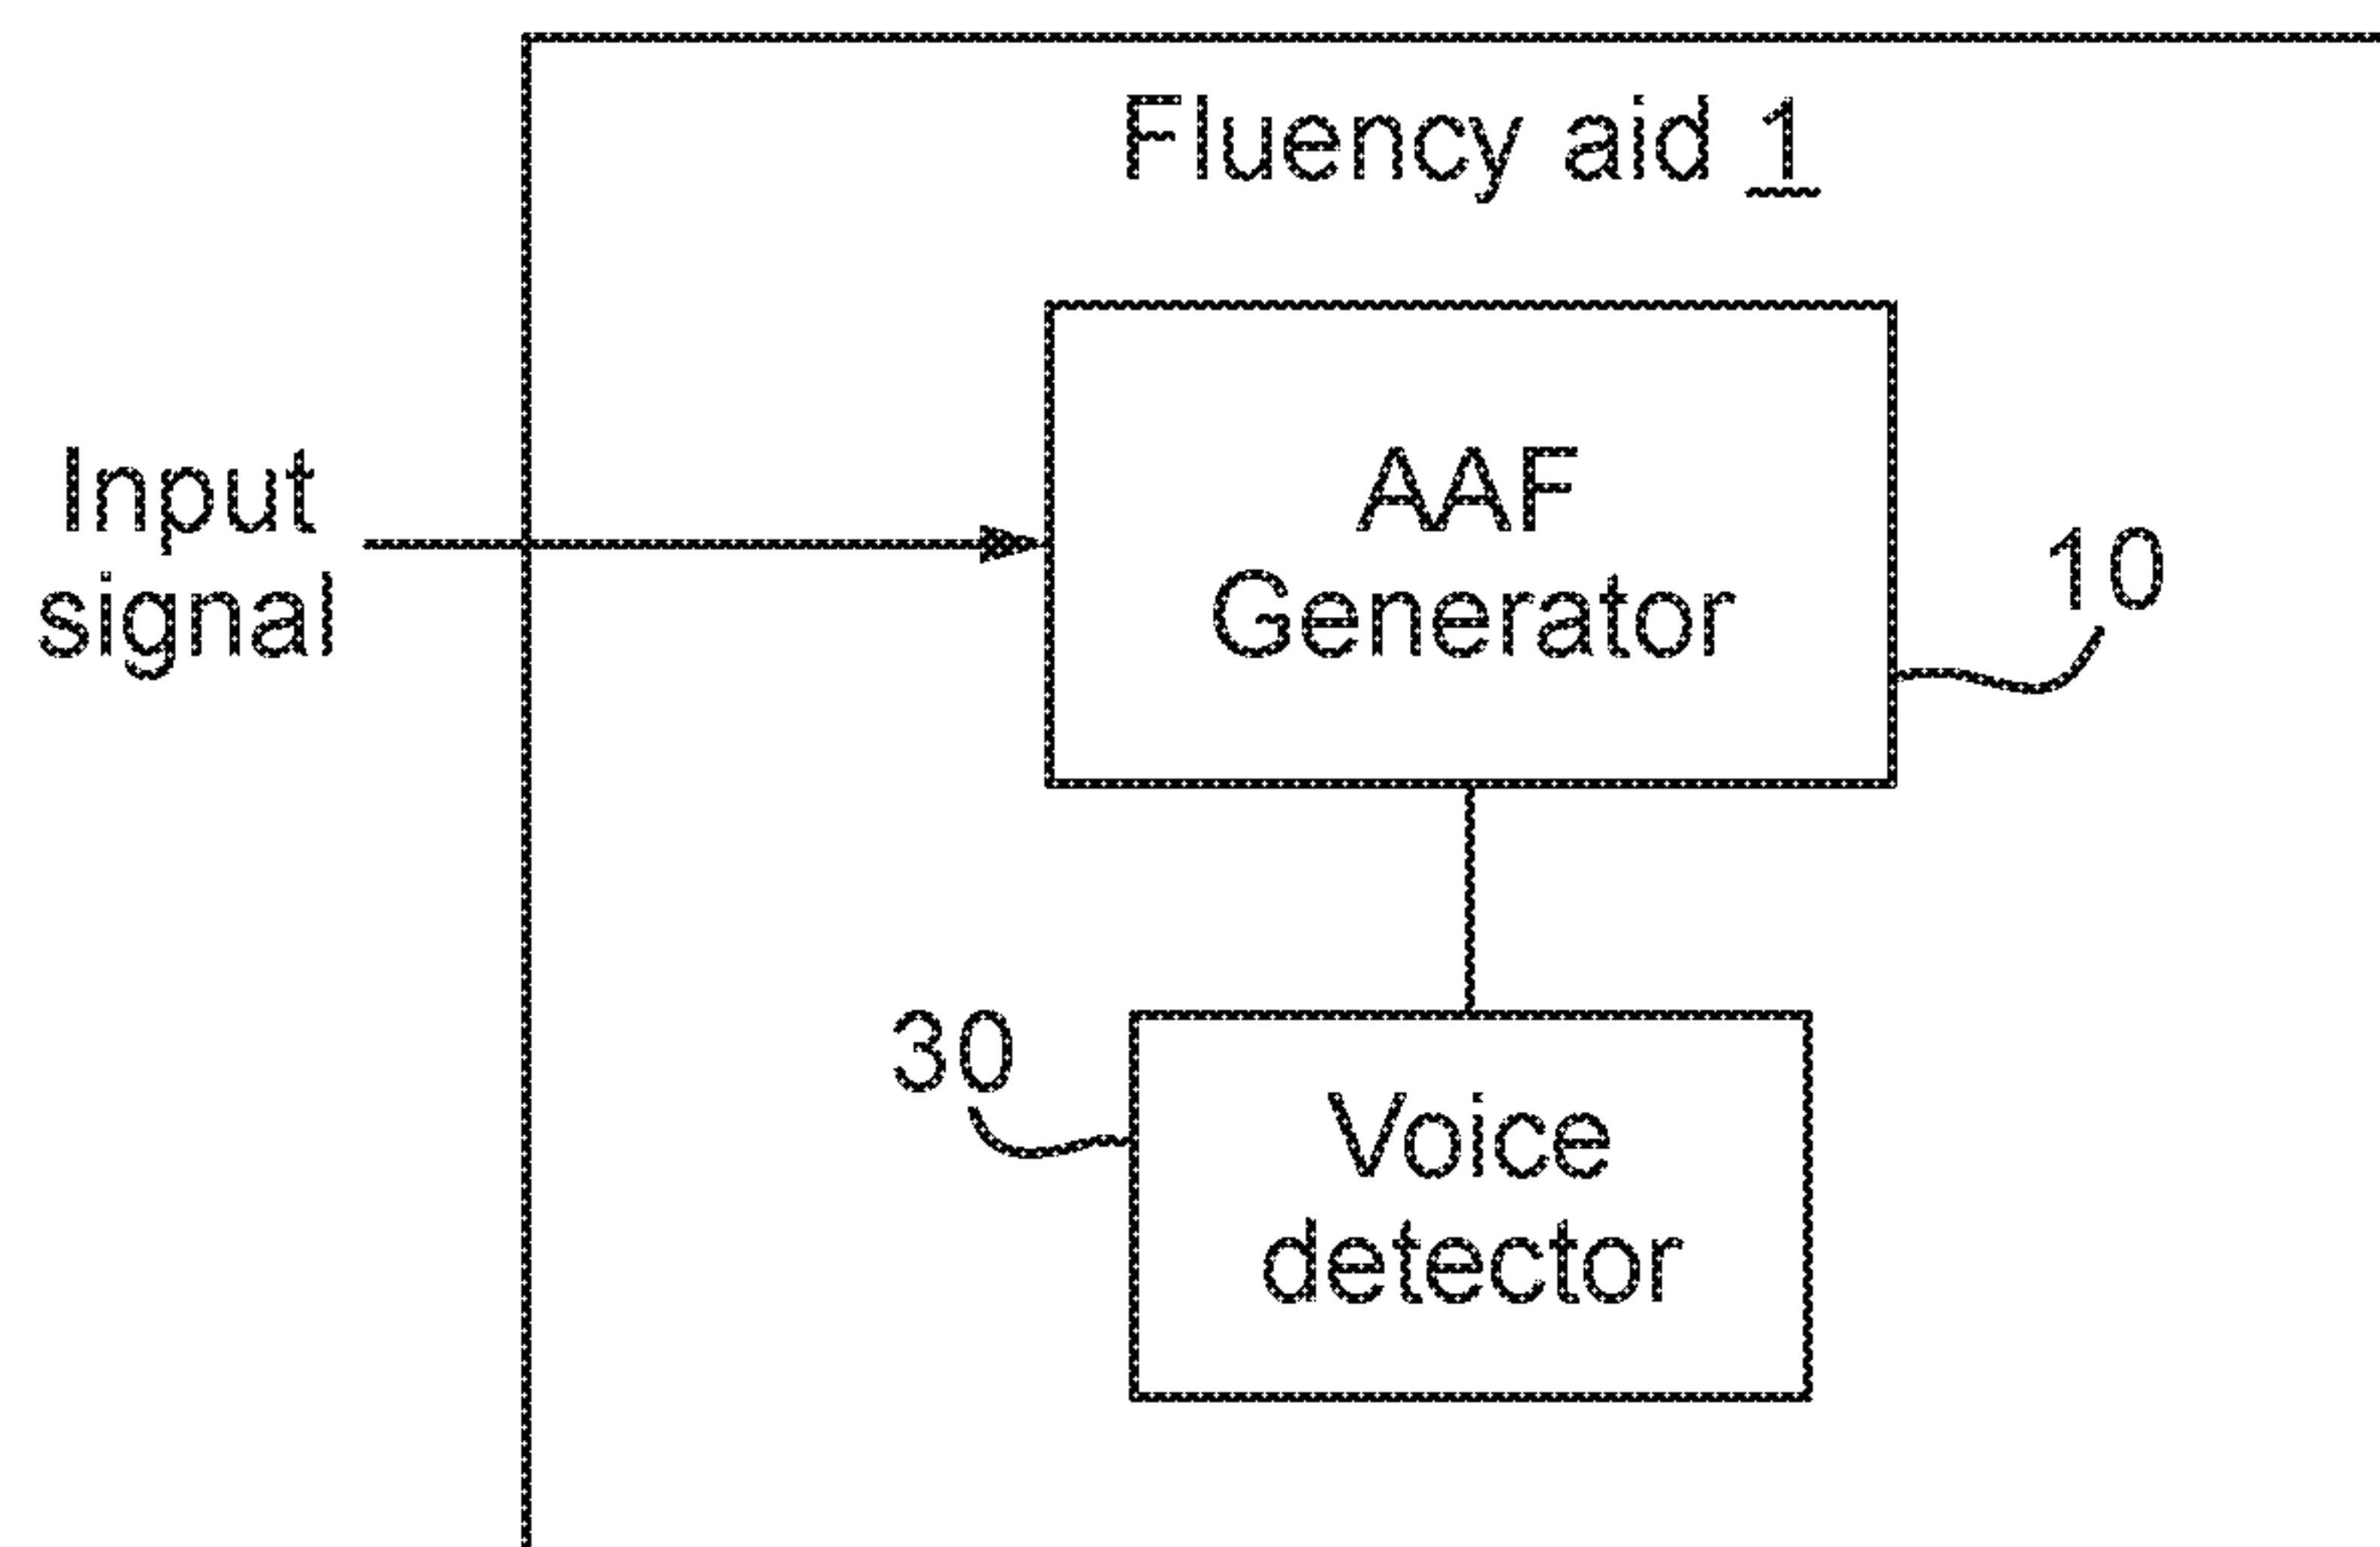 Fluency aid 1
Input
signal
AAF
Generator
10
30
Voice
detector